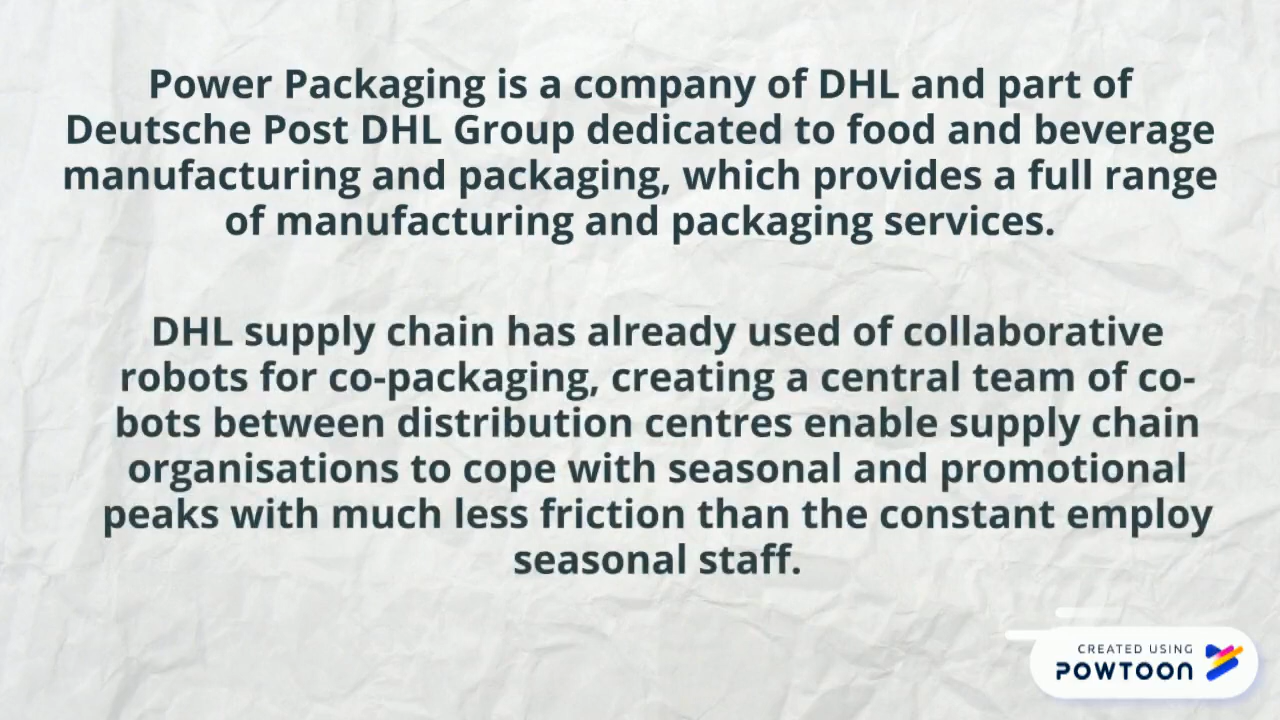 Power Packaging is a company of DHL and part of
Deutsche Post DHL Group dedicated to food and beverage
manufacturing and packaging, which provides a full range
of manufacturing and packaging services.
DHL supply chain has already used of collaborative
robots for co-packaging, creating a central team of co-
bots between distribution centres enable supply chain
organisations to cope with seasonal and promotional
peaks with much less friction than the constant employ
seasonal staff.
CREATED USING
POWTOON